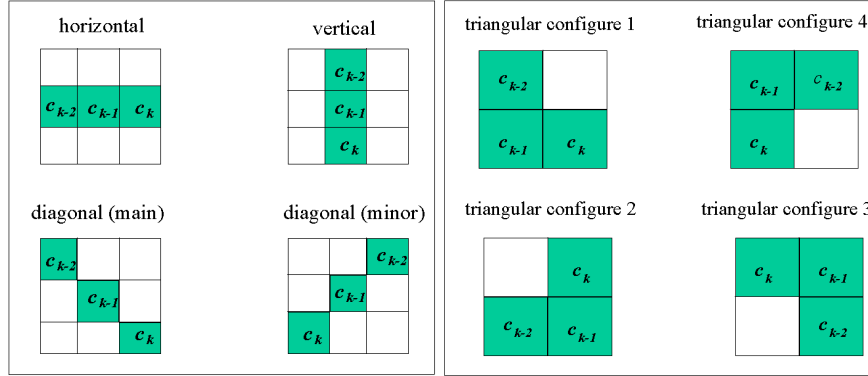 horizontal
vertical
c k-2 c k-1 c k
c k-2
c k-1
c k
diagonal (main)
diagonal (minor)
c k-2
c k-1
c k
c k-2
c k-1
c k
triangular configure 1
triangular configure 4
c k-2
c k-1 c k
c k-1 c k-2
c k
triangular configure 2
triangular configure 3
c k
c k-2 c k-1
c k c k-1
c k-2